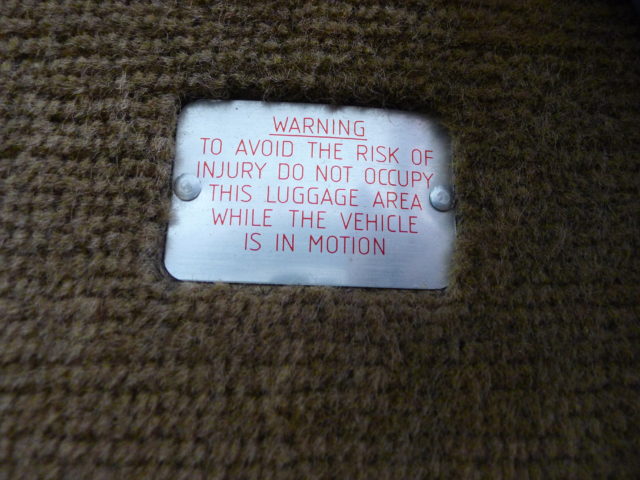 WARNING
TO AVOID THE RISK OF
INJURY DO NOT OCCUPY
THIS LUGGAGE AREA
WHILE THE VEHICLE
IS IN MOTION